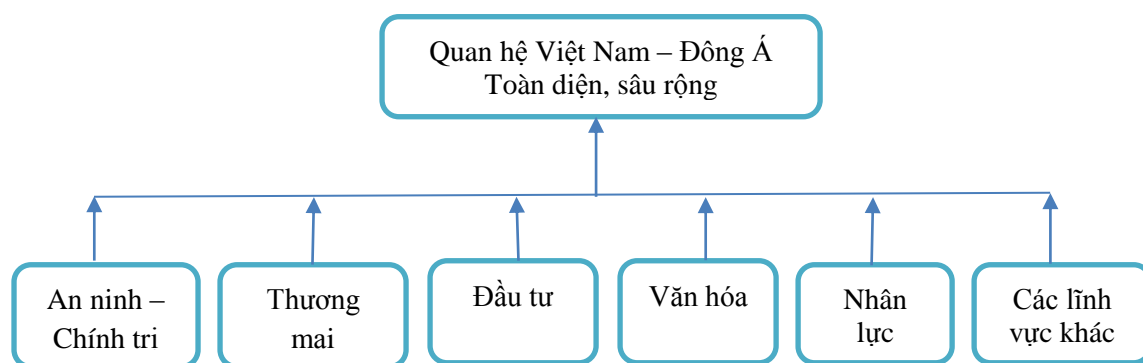 Quan hệ Việt Nam – Đông Á
Toàn diện, sâu rộng
An ninh –
Chính tri
Thương
mai
Đầu tư
Văn hóa
Nhân
lực
Các lĩnh
vực khác